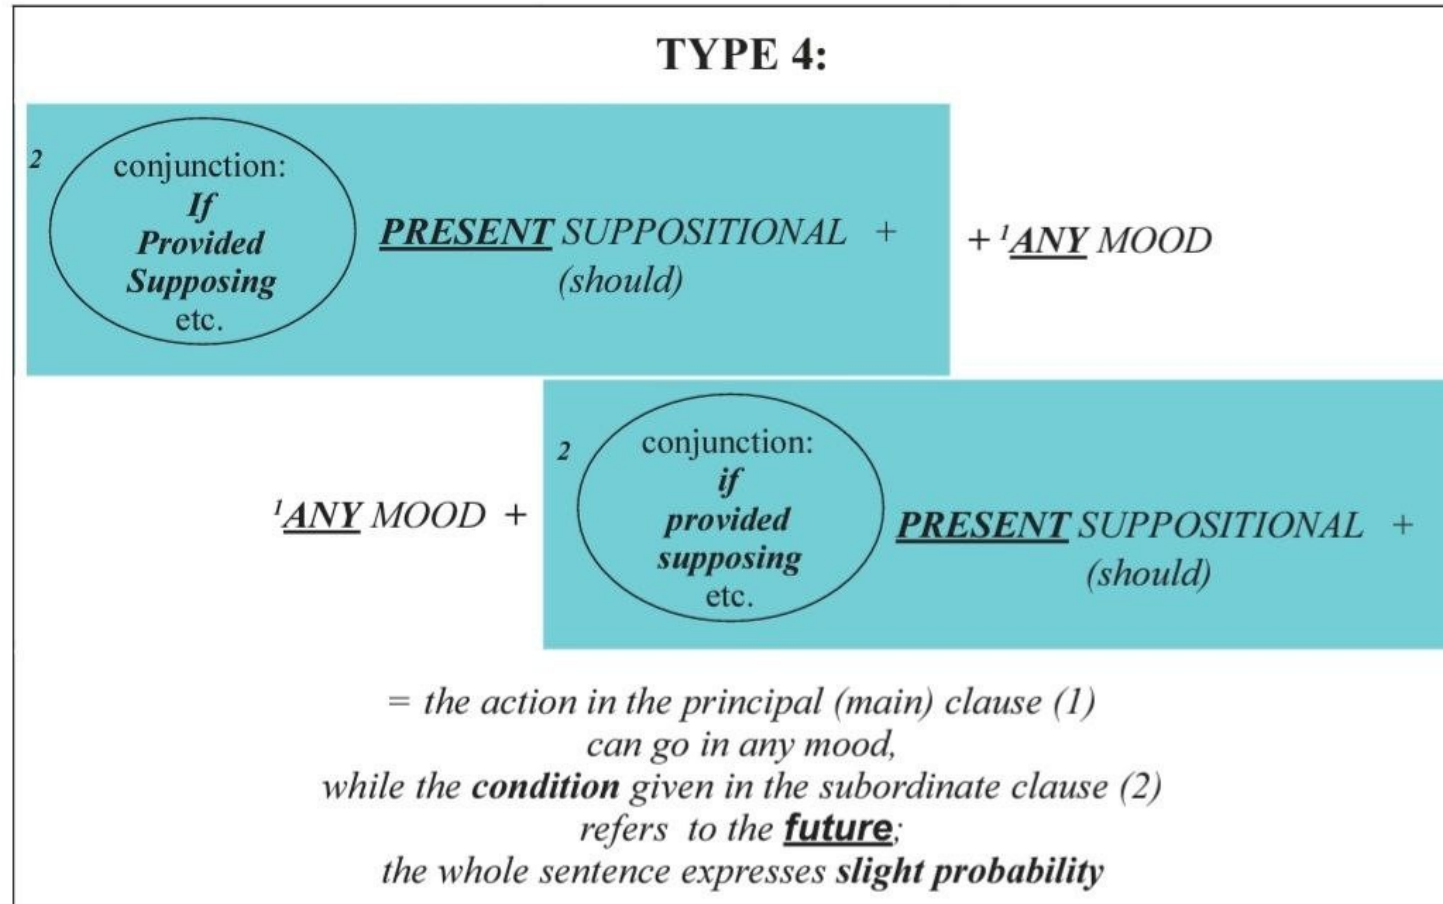 TYPE 4:
2
conjunction:
If
Provided
Supposing
etc.
PRESENT SUPPOSITIONAL +
(should)
+ ¹ANY MOOD
¹ANY MOOD +
2
conjunction:
if
provided
supposing
etc.
PRESENT SUPPOSITIONAL +
(should)
= the action in the principal (main) clause (1)
can go in any mood,
while the condition given in the subordinate clause (2)
refers to the future;
the whole sentence expresses slight probability